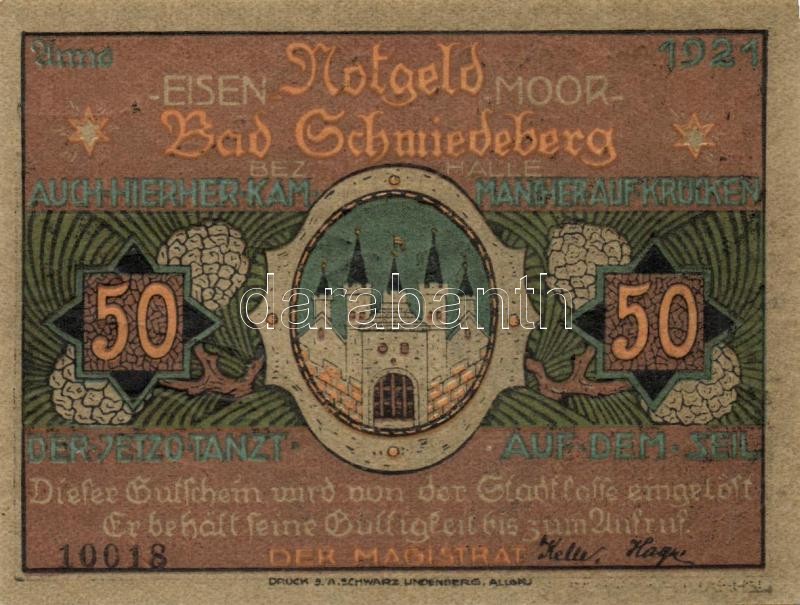 Anno 1921
Notgeld
-EISEN MOOR-
Bad Schmiedeberg
BEZ HALLE
AUCH·HIERHER·KAM· MANCHER·AUF·KRÜCKEN
50 50
darabanth
DER·JETZO·TANZT· AUF·DEM·SEIL
Dieser Gutschein wird von der Stadtkasse eingelöst
Er behält seine Gültigkeit bis zum Aufruf.
10018 DER MAGISTRAT
DRUCK J. A. SCHWARZ LINDENBERG, ALLGÄU